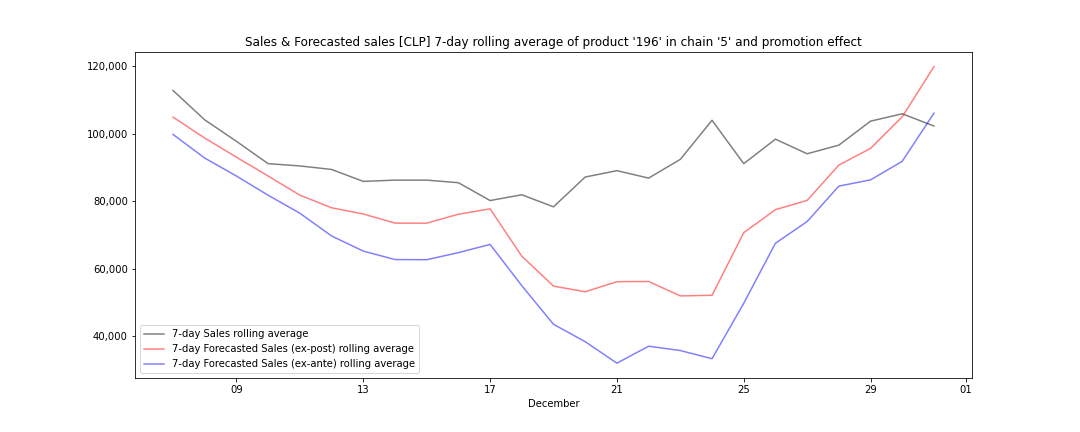 Sales & Forecasted sales [CLP] 7-day rolling average of product '196' in chain '5' and promotion effect
120,000
100,000
80,000
60,000
40,000
7-day Sales rolling average
7-day Forecasted Sales (ex-post) rolling average
7-day Forecasted Sales (ex-ante) rolling average
09 13 17 21 25 29 01
December